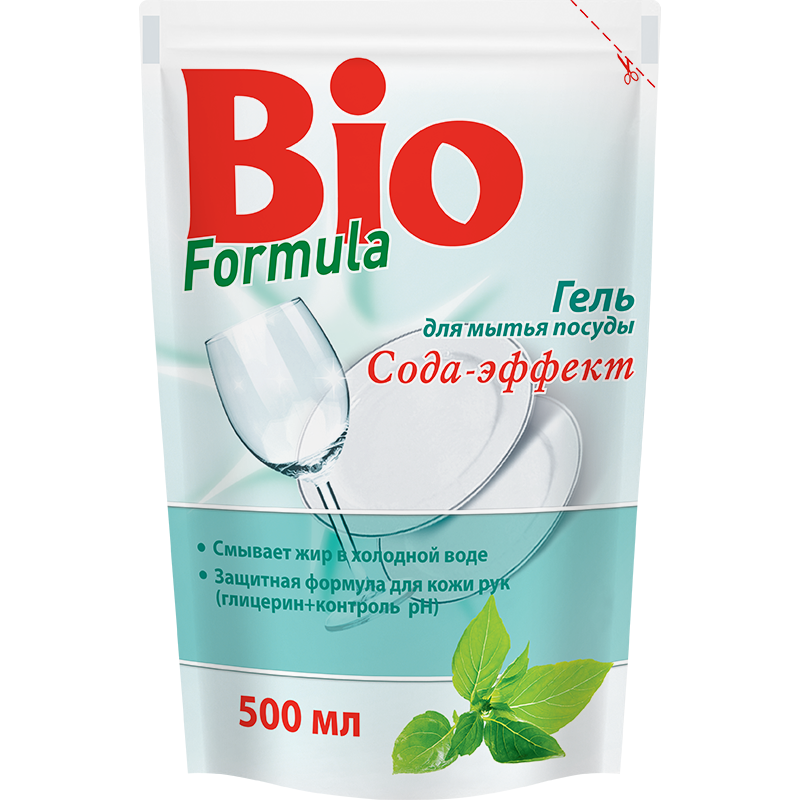 Bio
Formula
Гель
для мытья посуды
Сода-эффект
• Смывает жир в холодной воде
• Защитная формула для кожи рук
(глицерин+контроль pH)
500 мл